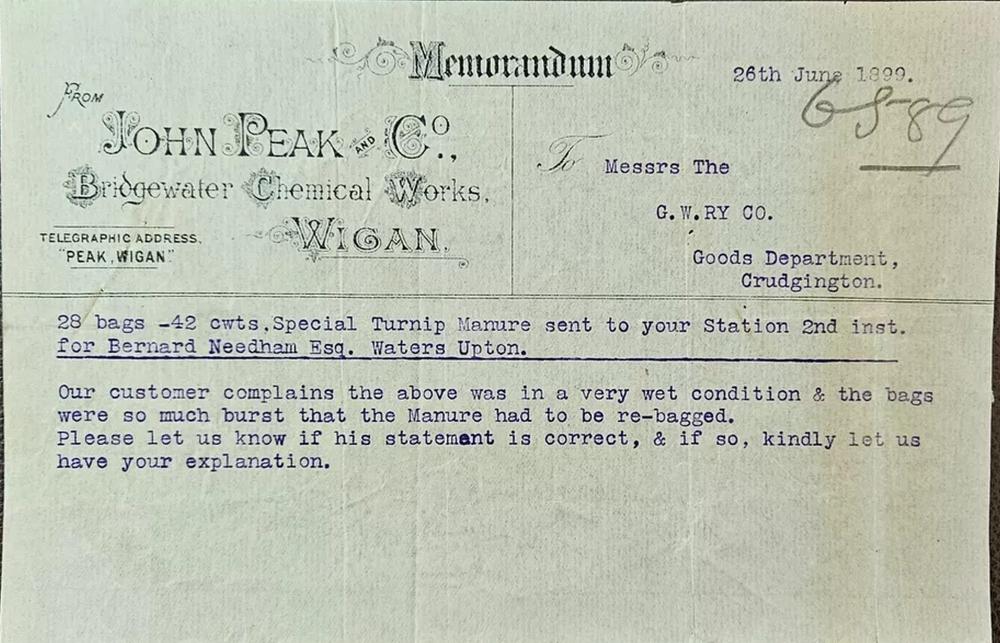 Memorandum
26th June 1899.
6589
FROM
JOHN PEAK AND CO.,
Bridgewater Chemical Works,
WIGAN.
TELEGRAPHIC ADDRESS,
"PEAK, WIGAN."
To Messrs The
G.W.RY CO.
Goods Department,
Crudgington.
28 bags -42 cwts.Special Turnip Manure sent to your Station 2nd inst.
for Bernard Needham Esq. Waters Upton.
Our customer complains the above was in a very wet condition & the bags
were so much burst that the Manure had to be re-bagged.
Please let us know if his statement is correct, & if so, kindly let us
have your explanation.